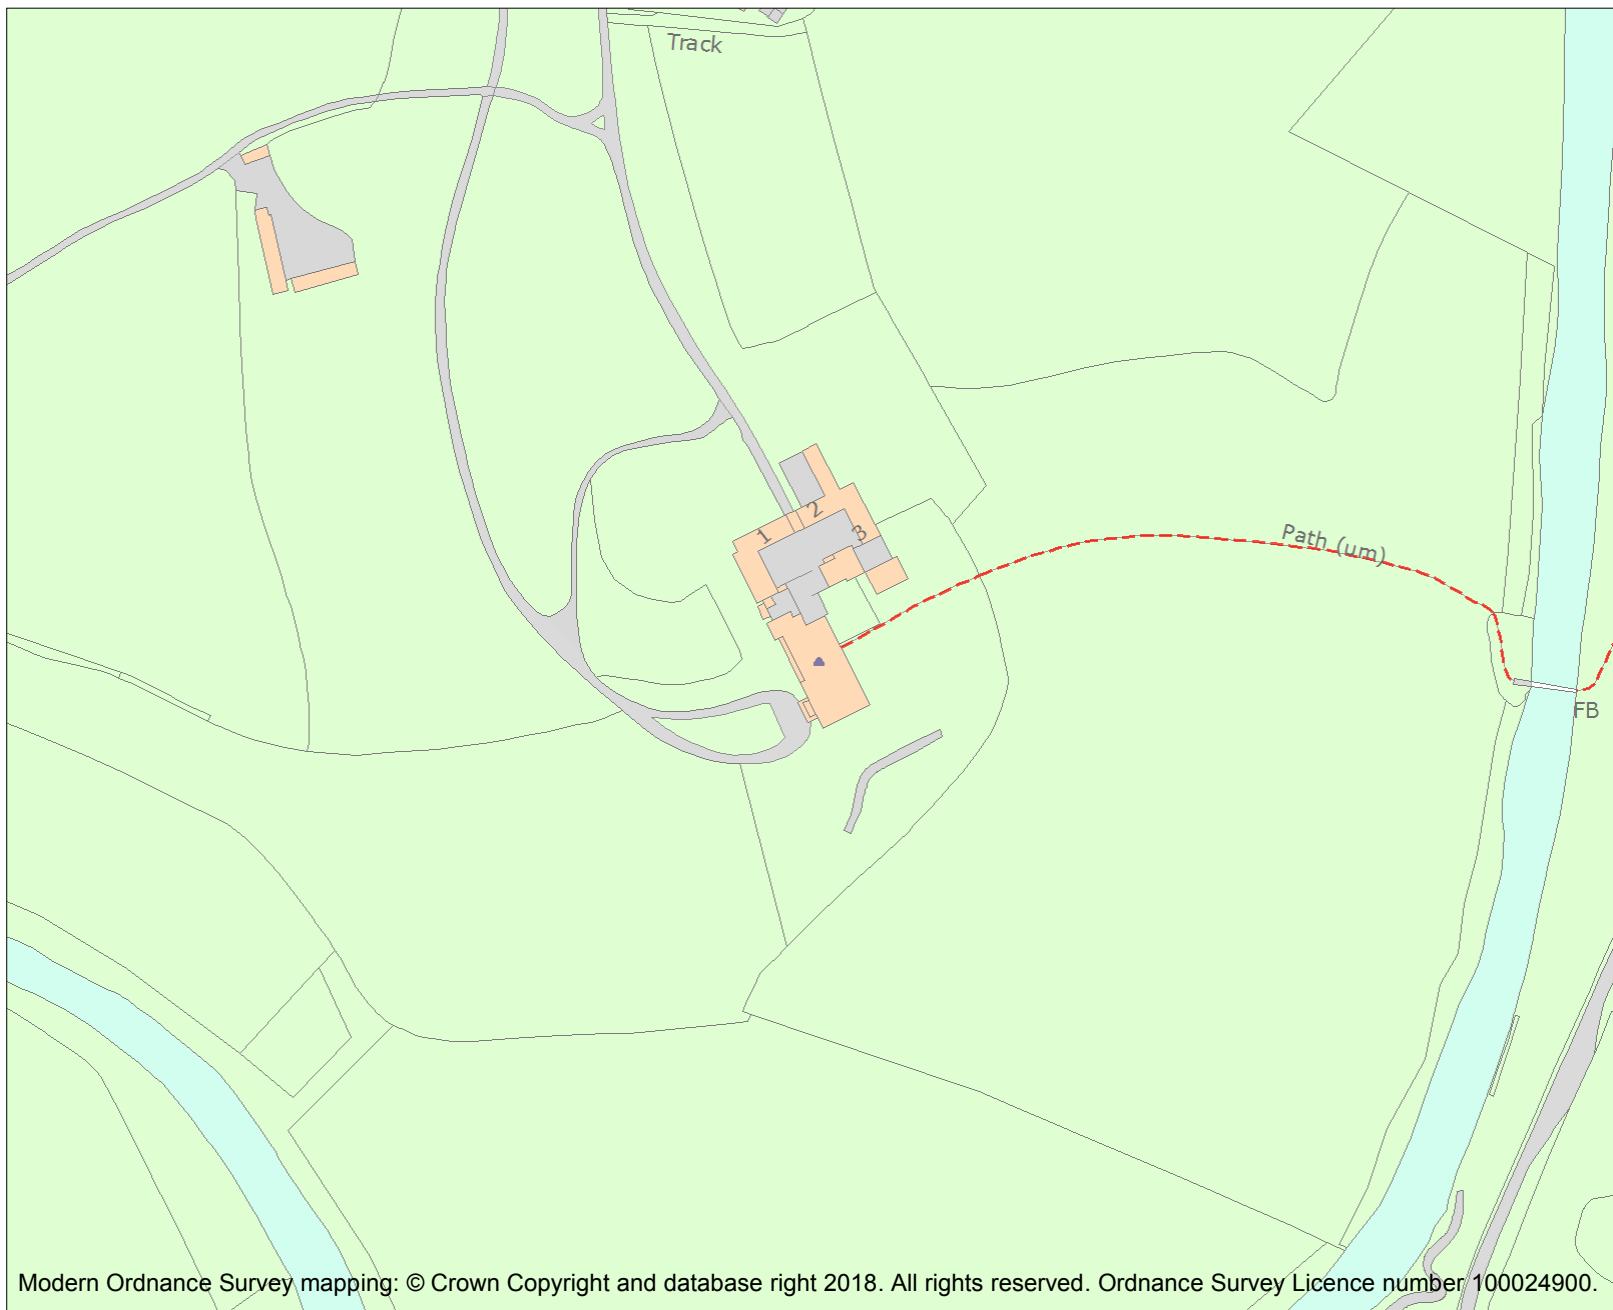 Track
2
1
3
Path (um)
FB
Modern Ordnance Survey mapping: © Crown Copyright and database right 2018. All rights reserved. Ordnance Survey Licence number 100024900.